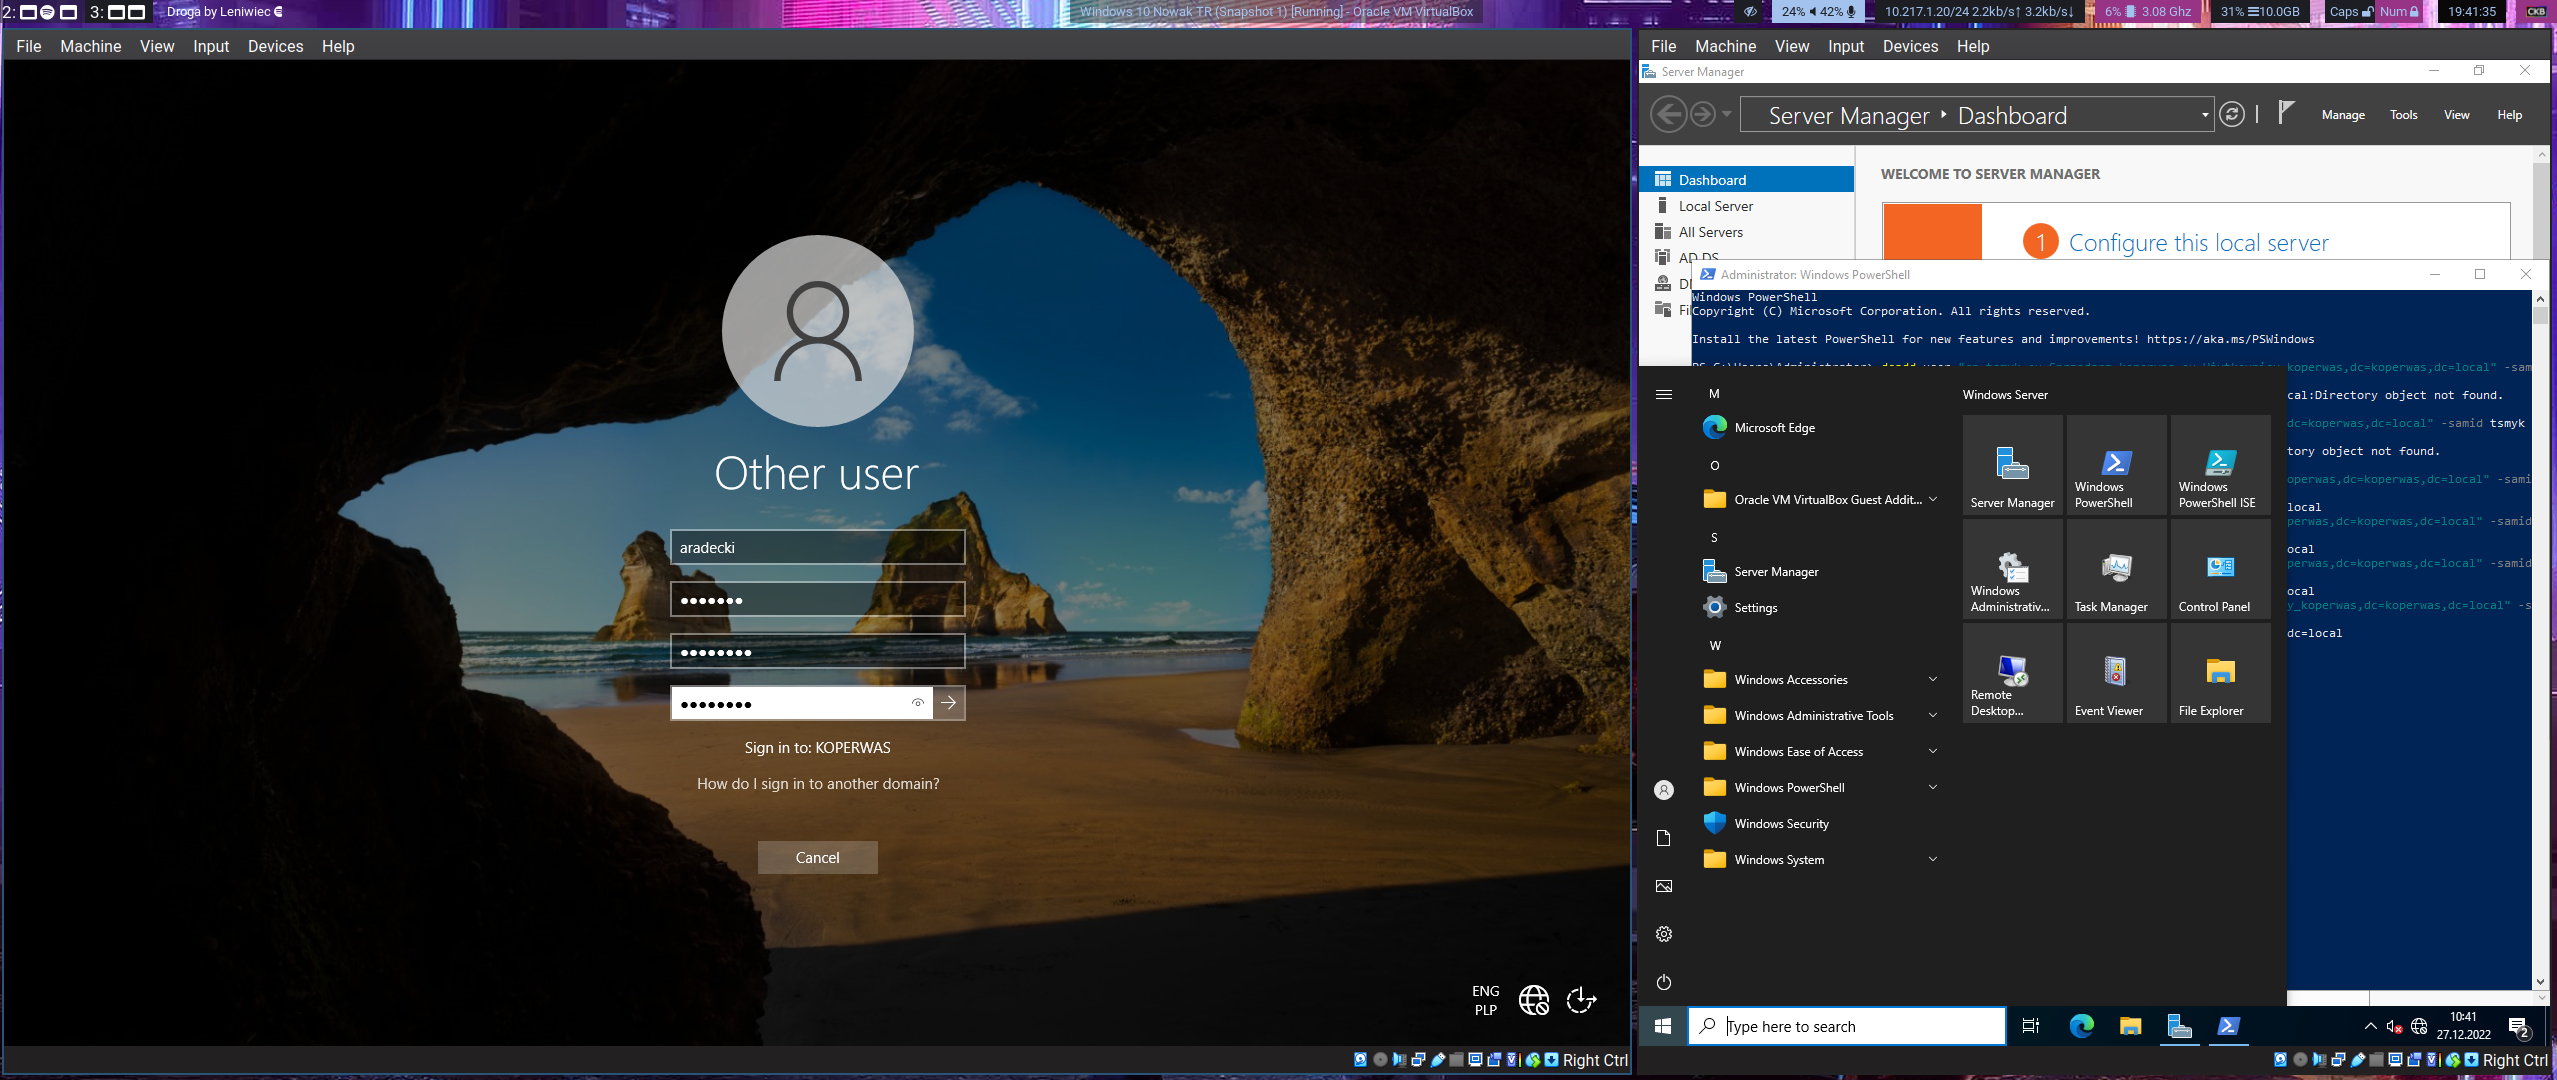 2:
3:
Droga by Leniwiec
Windows 10 Nowak TR (Snapshot 1) [Running] - Oracle VM VirtualBox
24% 42%
10.217.1.20/24 2.2kb/s↑ 3.2kb/s↓
6% 3.08 Ghz
31% 10.0GB
Caps Num
19:41:35
CKB
File Machine View Input Devices Help
Other user
aradecki
Sign in to: KOPERWAS
How do I sign in to another domain?
Cancel
ENG
PLP
Right Ctrl
File Machine View Input Devices Help
Server Manager
Server Manager Dashboard
Manage Tools View Help
Dashboard
Local Server
All Servers
AD DS
WELCOME TO SERVER MANAGER
1 Configure this local server
Administrator: Windows PowerShell
Windows PowerShell
Copyright (C) Microsoft Corporation. All rights reserved.
Install the latest PowerShell for new features and improvements! https://aka.ms/PSWindows
koperwas,dc=koperwas,dc=local" -sam
cal:Directory object not found.
dc=koperwas,dc=local" -samid tsmyk
tory object not found.
operwas,dc=koperwas,dc=local" -sami
local
perwas,dc=koperwas,dc=local" -samid
ocal
perwas,dc=koperwas,dc=local" -samid
ocal
y_koperwas,dc=koperwas,dc=local" -s
dc=local
M
Microsoft Edge
O
Oracle VM VirtualBox Guest Addit...
S
Server Manager
Settings
W
Windows Accessories
Windows Administrative Tools
Windows Ease of Access
Windows PowerShell
Windows Security
Windows System
Windows Server
Server Manager
Windows PowerShell
Windows PowerShell ISE
Windows Administrativ...
Task Manager
Control Panel
Remote Desktop...
Event Viewer
File Explorer
Type here to search
10:41
27.12.2022
2
Right Ctrl